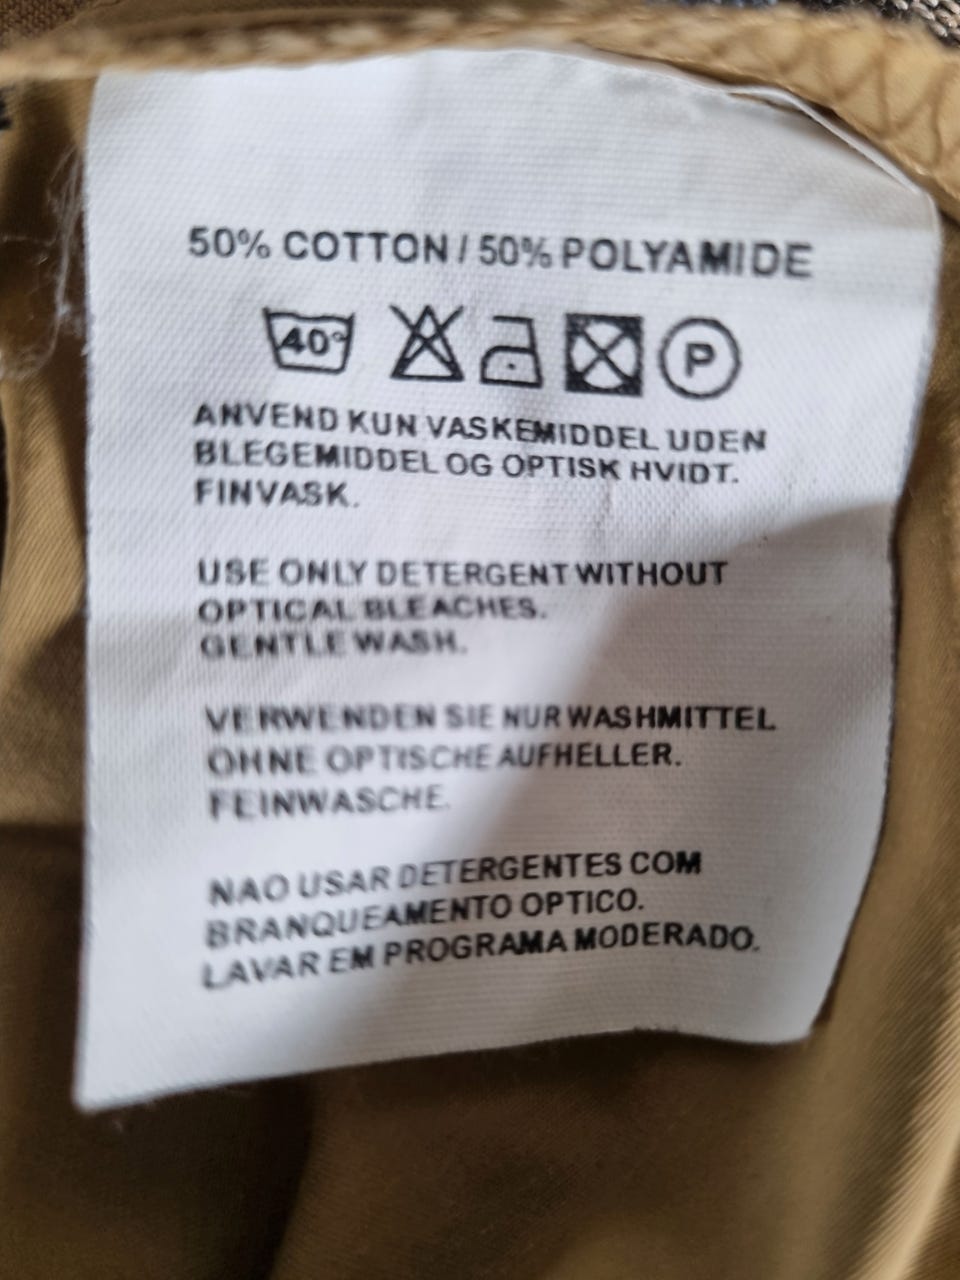 50% COTTON / 50% POLYAMIDE
40° P
ANVEND KUN VASKEMIDDEL UDEN
BLEGEMIDDEL OG OPTISK HVIDT.
FINVASK.
USE ONLY DETERGENT WITHOUT
OPTICAL BLEACHES.
GENTLE WASH.
VERWENDEN SIE NUR WASHMITTEL
OHNE OPTISCHE AUFHELLER.
FEINWASCHE.
NAO USAR DETERGENTES COM
BRANQUEAMENTO OPTICO.
LAVAR EM PROGRAMA MODERADO.